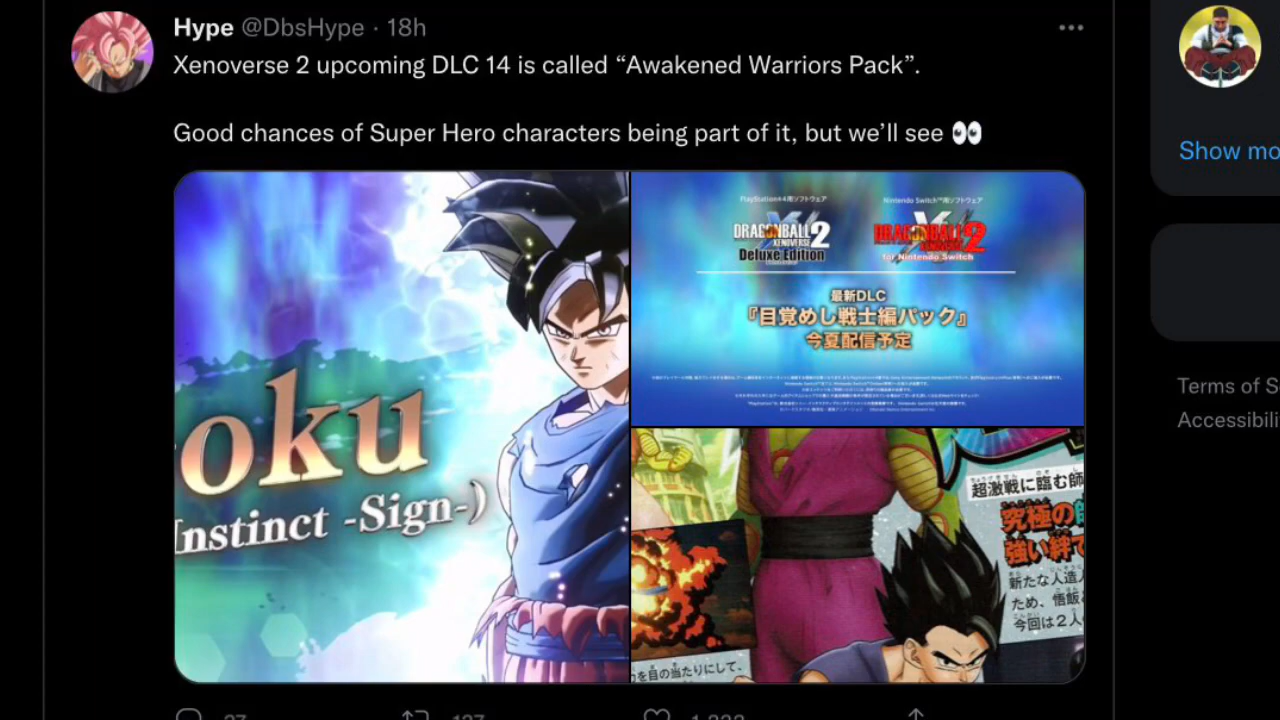 Hype @DbsHype · 18h
Xenoverse 2 upcoming DLC 14 is called “Awakened Warriors Pack”.
Good chances of Super Hero characters being part of it, but we’ll see 👀
oku
Instinct -Sign-)
PlayStation®4用ソフトウェア
Nintendo Switch™用ソフトウェア
DRAGONBALL
XENOVERSE 2
Deluxe Edition
DRAGONBALL
XENOVERSE 2
for Nintendo Switch
最新DLC
『目覚めし戦士編パック』
今夏配信予定
超激戦に臨む師
究極の
強い絆で
新たな人造
ため、悟飯
今回は2人
を目の当たりにして、
Show mo
Terms of S
Accessibili